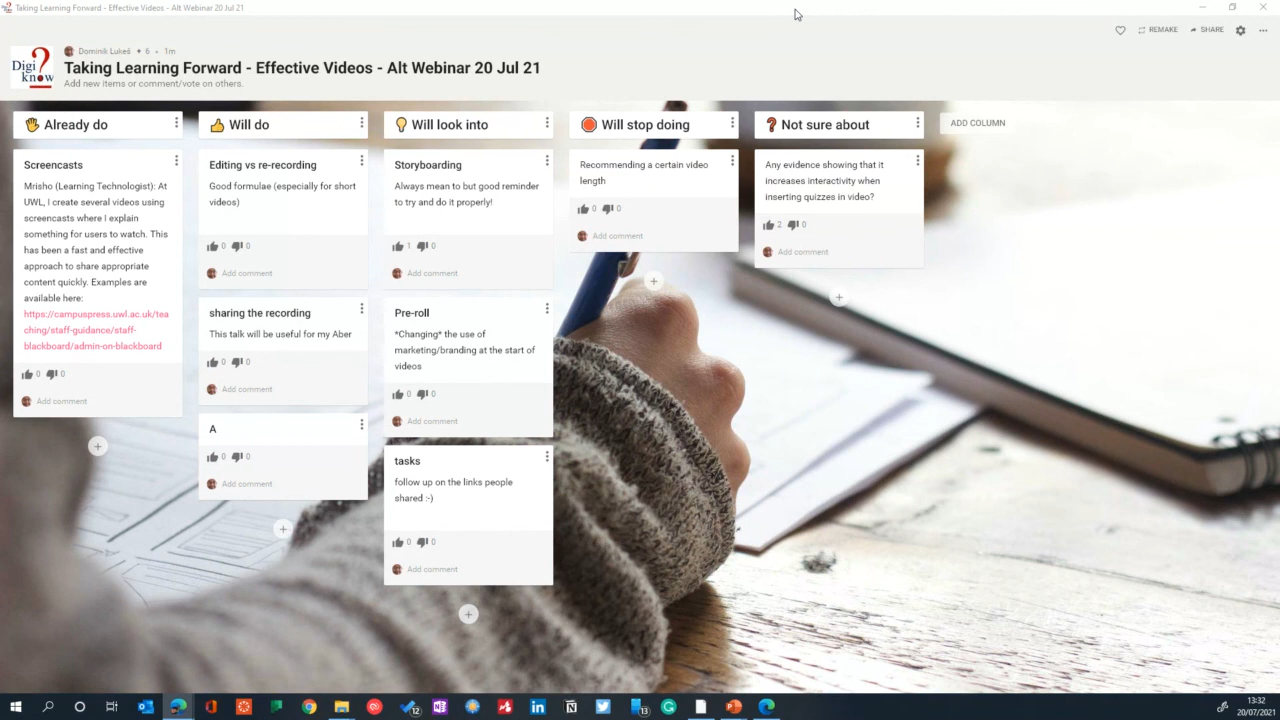 Taking Learning Forward - Effective Videos - Alt Webinar 20 Jul 21
REMAKE
SHARE
Digi know
Dominik Lukeš + 6 • 1m
Taking Learning Forward - Effective Videos - Alt Webinar 20 Jul 21
Add new items or comment/vote on others.
Already do
Screencasts
Mrisho (Learning Technologist): At
UWL, I create several videos using
screencasts where I explain
something for users to watch. This
has been a fast and effective
approach to share appropriate
content quickly. Examples are
available here:
https://campuspress.uwl.ac.uk/tea
ching/staff-guidance/staff-
blackboard/admin-on-blackboard
0 0
Add comment
Will do
Editing vs re-recording
Good formulae (especially for short
videos)
0 0
Add comment
sharing the recording
This talk will be useful for my Aber
0 0
Add comment
A
0 0
Add comment
Will look into
Storyboarding
Always mean to but good reminder
to try and do it properly!
1 0
Add comment
Pre-roll
*Changing* the use of
marketing/branding at the start of
videos
0 0
Add comment
tasks
follow up on the links people
shared :-)
0 0
Add comment
Will stop doing
Recommending a certain video
length
0 0
Add comment
Not sure about
Any evidence showing that it
increases interactivity when
inserting quizzes in video?
2 0
Add comment
ADD COLUMN
12
13
13:32
20/07/2021